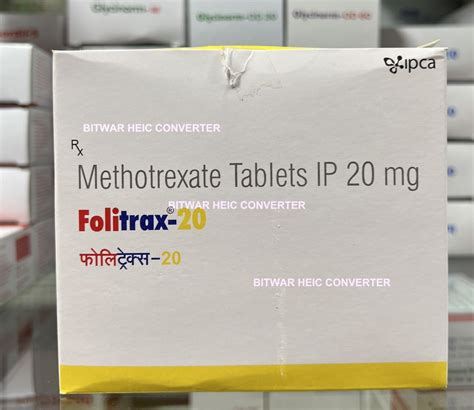 ipca
BITWAR HEIC CONVERTER
Rx
Methotrexate Tablets IP 20 mg
BITWAR HEIC CONVERTER
Folitrax®-20
फोलिट्रेक्स-20
BITWAR HEIC CONVERTER